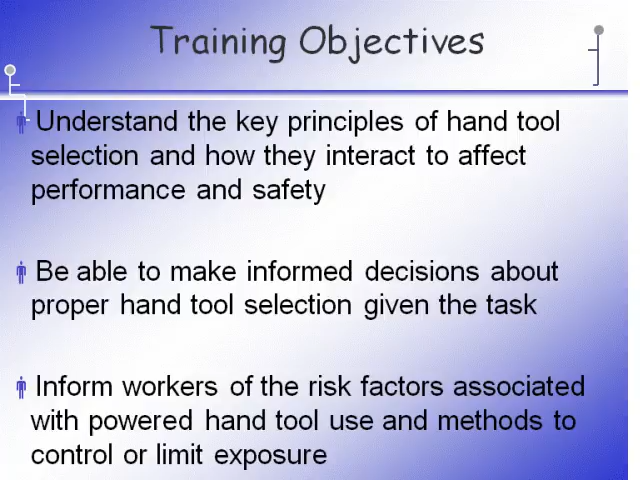 Training Objectives
Understand the key principles of hand tool
selection and how they interact to affect
performance and safety
Be able to make informed decisions about
proper hand tool selection given the task
Inform workers of the risk factors associated
with powered hand tool use and methods to
control or limit exposure